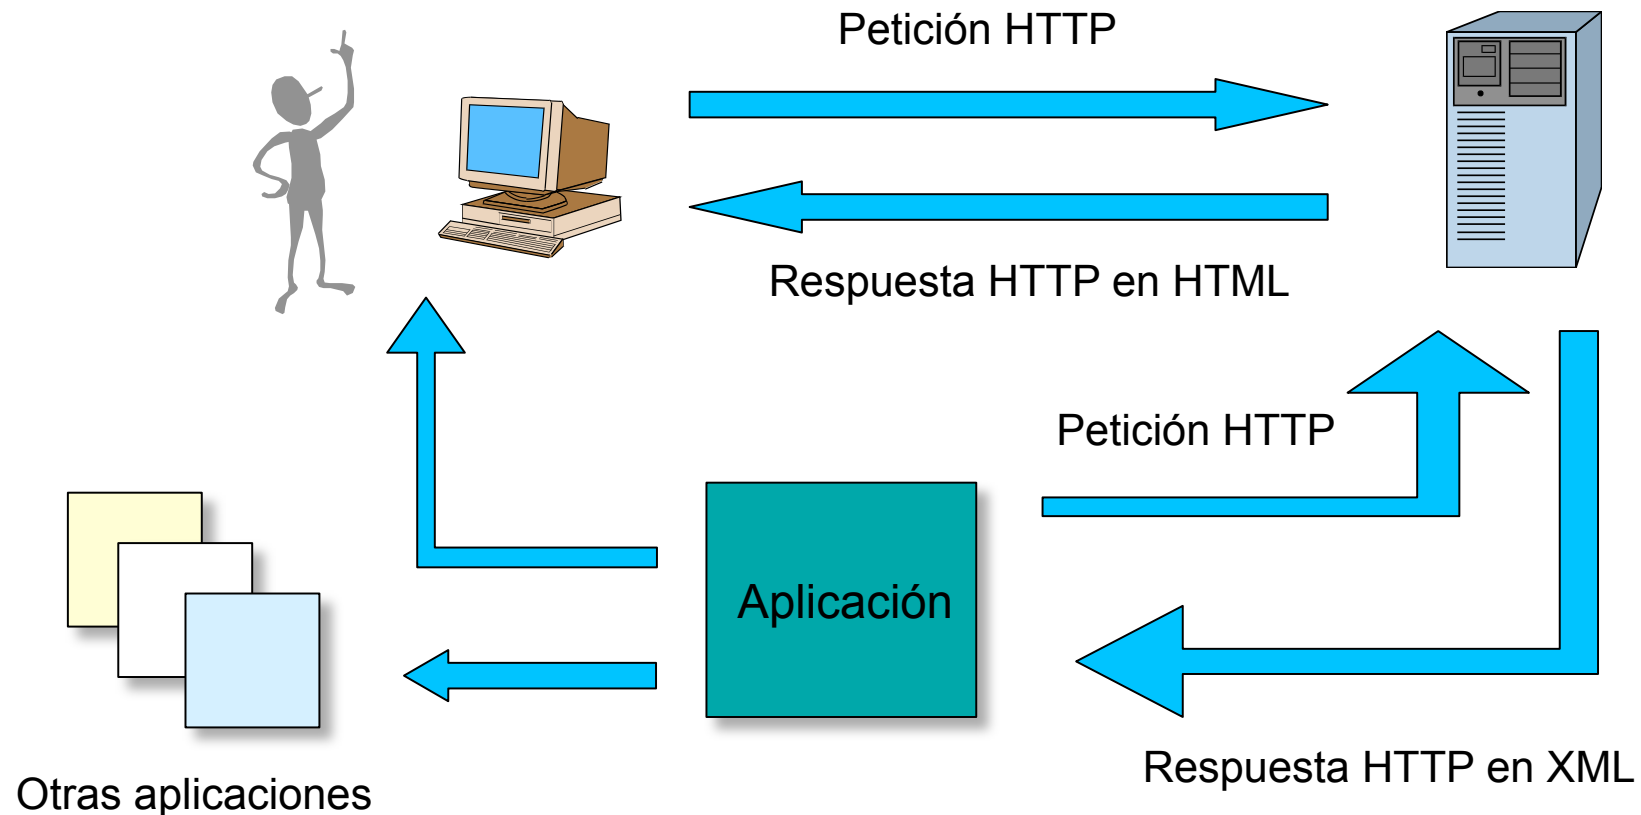 Petición HTTP
Respuesta HTTP en HTML
Petición HTTP
Aplicación
Respuesta HTTP en XML
Otras aplicaciones